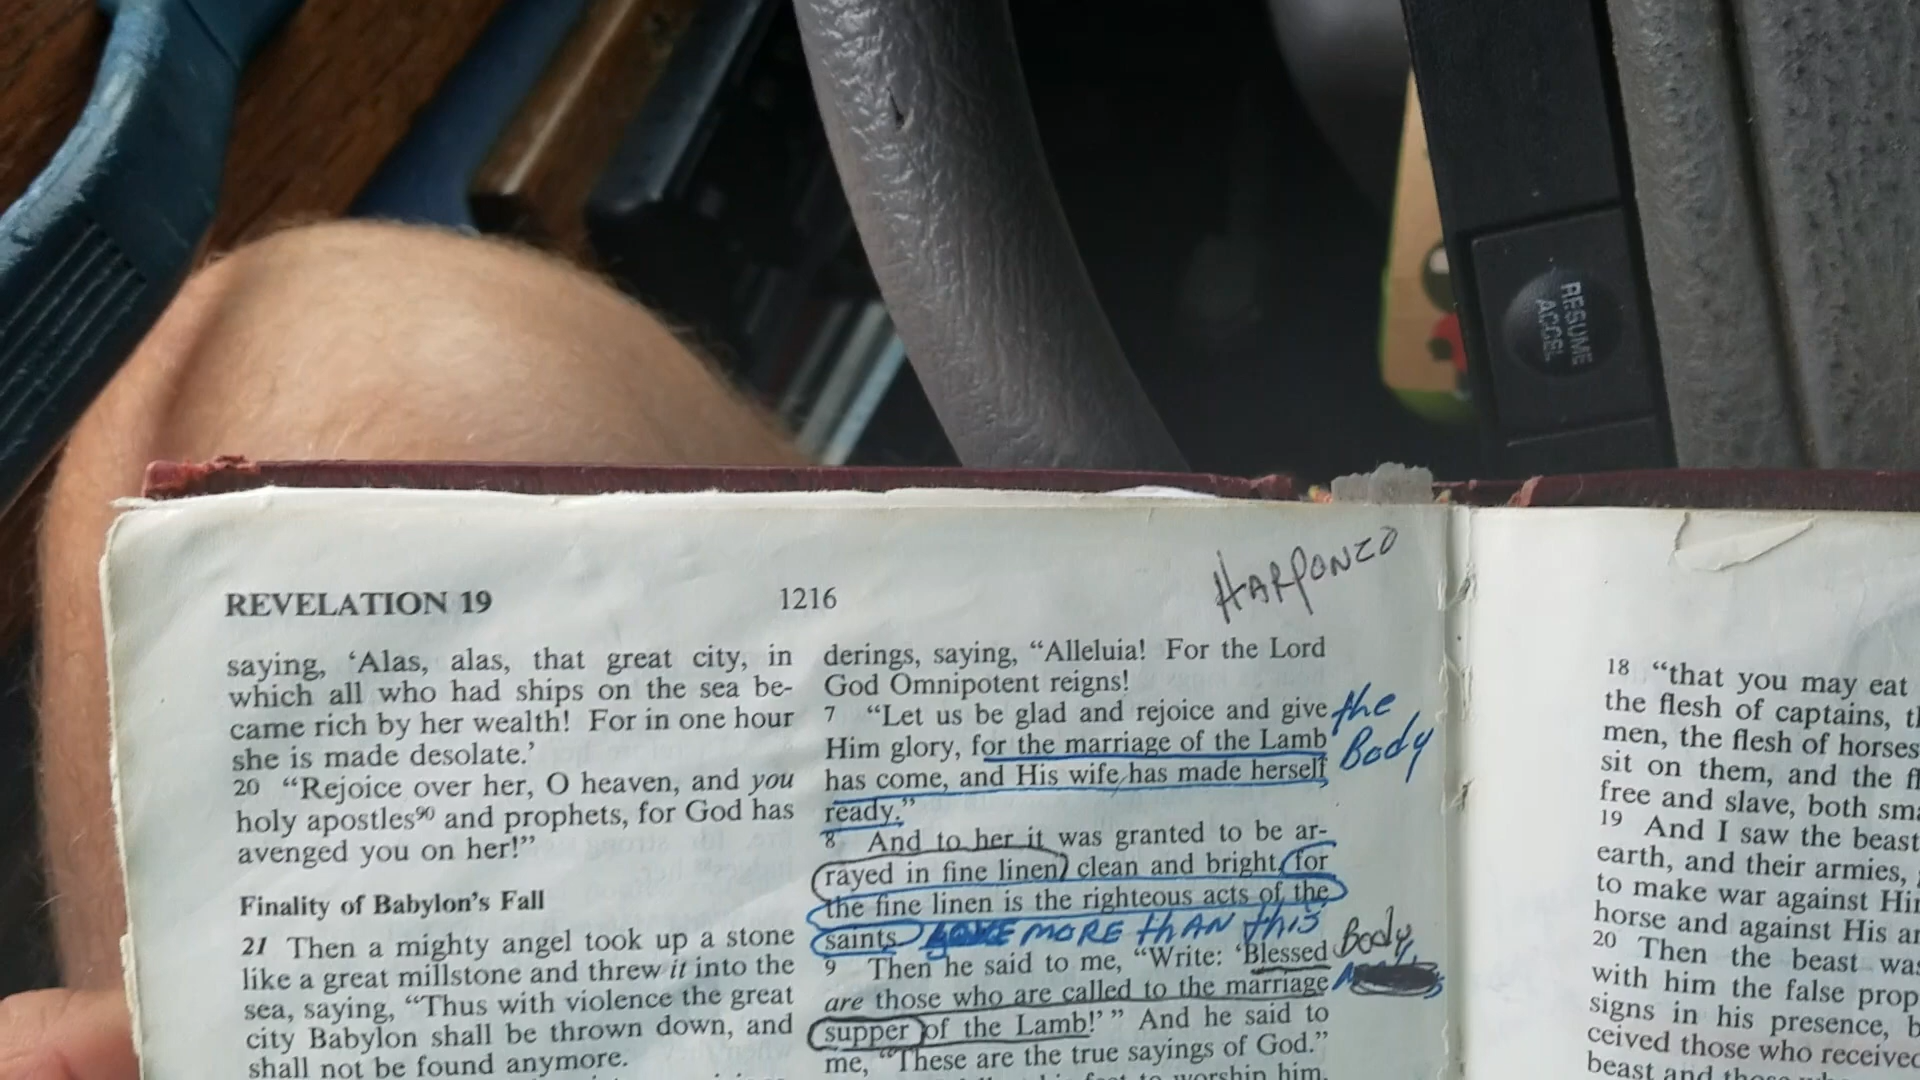 RESUME
ACCEL
HARPONZO
REVELATION 19
1216
saying, ‘Alas, alas, that great city, in
which all who had ships on the sea be-
came rich by her wealth! For in one hour
she is made desolate.’
20 “Rejoice over her, O heaven, and you
holy apostles⁹⁰ and prophets, for God has
avenged you on her!”
Finality of Babylon’s Fall
21 Then a mighty angel took up a stone
like a great millstone and threw it into the
sea, saying, “Thus with violence the great
city Babylon shall be thrown down, and
shall not be found anymore.
derings, saying, “Alleluia! For the Lord
God Omnipotent reigns!
7 “Let us be glad and rejoice and give
the
Him glory, for the marriage of the Lamb
Body
has come, and His wife has made herself
ready.”
8 And to her it was granted to be ar-
rayed in fine linen, clean and bright, for
the fine linen is the righteous acts of the
saints.
MORE THAN THIS
9 Then he said to me, “Write: ‘Blessed
Body
are those who are called to the marriage
supper of the Lamb!’ ” And he said to
me, “These are the true sayings of God.”
to worship him.
18 “that you may eat
the flesh of captains,
men, the flesh of horses
sit on them, and the
free and slave, both
19 And I saw the beast
earth, and their armies,
to make war against
horse and against His
20 Then the beast was
with him the false
signs in his presence,
ceived those who received
beast and those